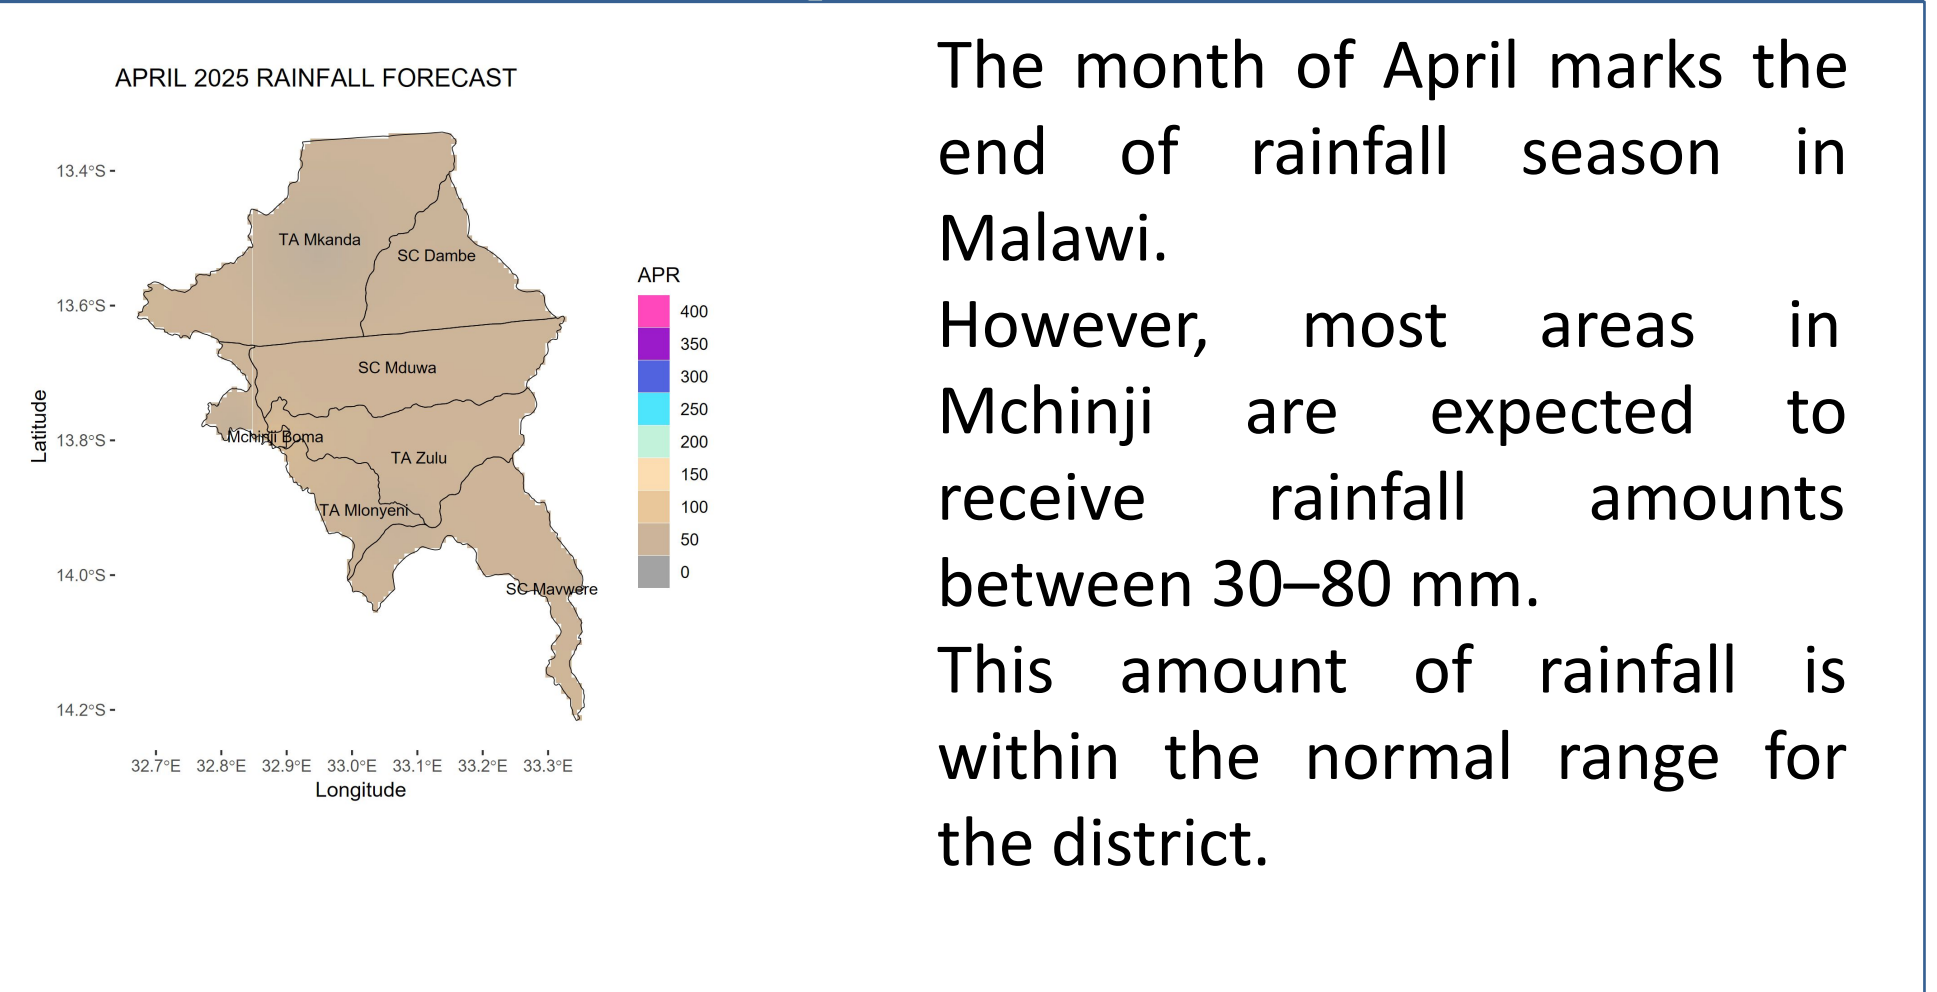 APRIL 2025 RAINFALL FORECAST
13.4°S
13.6°S
13.8°S
14.0°S
14.2°S
Latitude
TA Mkanda
SC Dambe
SC Mduwa
Mchinji Boma
TA Zulu
TA Mlonyeni
SC Mavwere
32.7°E 32.8°E 32.9°E 33.0°E 33.1°E 33.2°E 33.3°E
Longitude
APR
400
350
300
250
200
150
100
50
0
The month of April marks the
end of rainfall season in
Malawi.
However, most areas in
Mchinji are expected to
receive rainfall amounts
between 30–80 mm.
This amount of rainfall is
within the normal range for
the district.